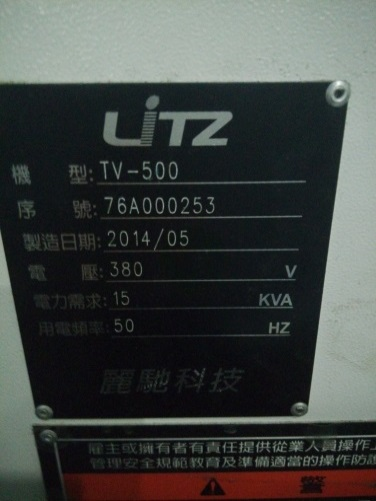 LiTZ
機 型: TV-500
序 號: 76A000253
製造日期: 2014/05
電 壓: 380 V
電力需求: 15 KVA
用電頻率: 50 HZ
麗馳科技
雇主或擁有者有責任提供從業人員操作
管理安全規範教育及準備適當的操作防護
警